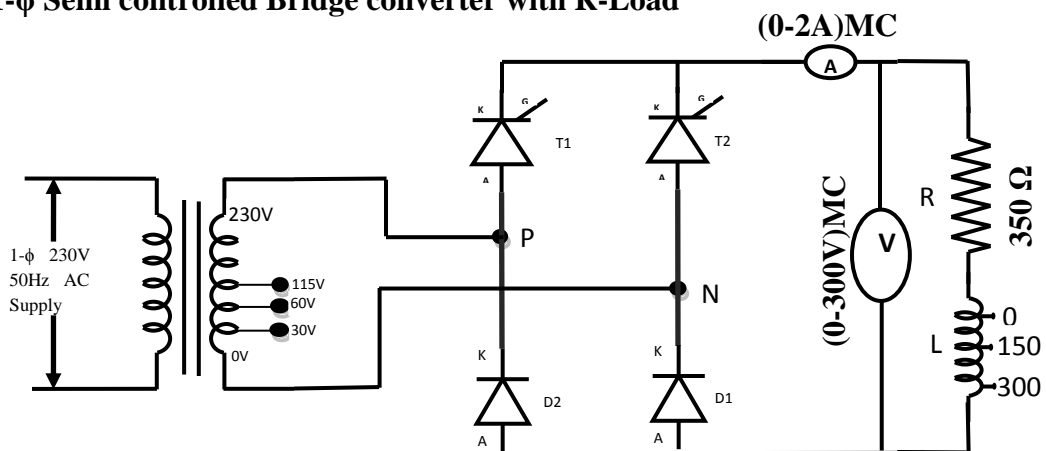 1-φ Semi controlled Bridge converter with R-Load
(0-2A)MC
A
K
G
T1
A
K
G
T2
A
230V
P
1-ϕ 230V
50Hz AC
Supply
115V
60V
30V
0V
N
(0-300V)MC
V
R
350 Ω
L
0
150
300
K
D2
A
K
D1
A